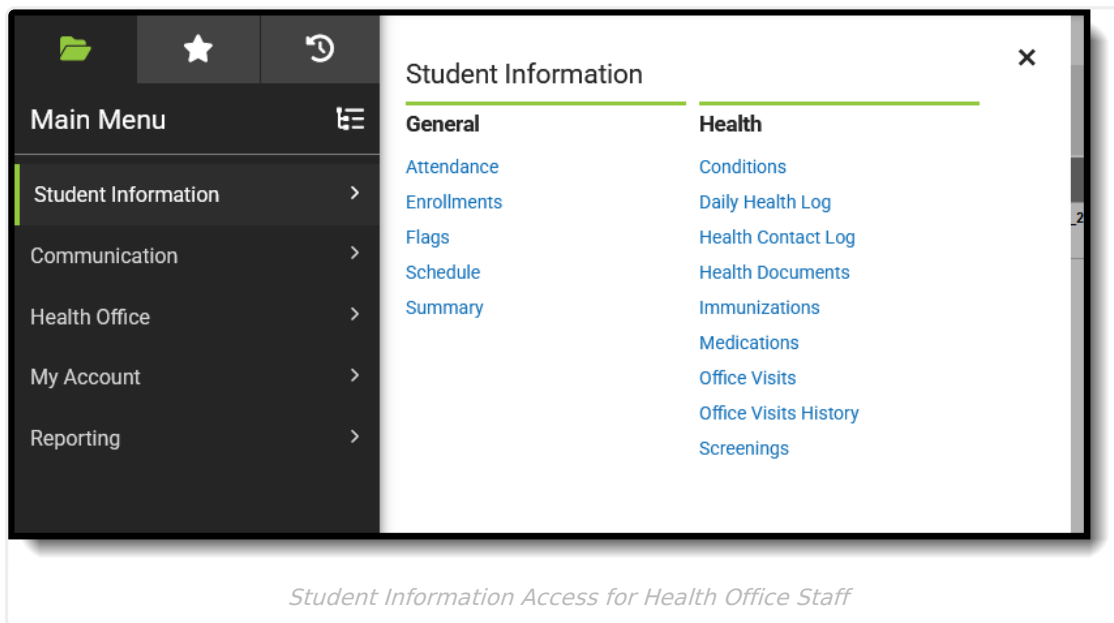 Main Menu
Student Information
Communication
Health Office
My Account
Reporting
Student Information
General
Attendance
Enrollments
Flags
Schedule
Summary
Health
Conditions
Daily Health Log
Health Contact Log
Health Documents
Immunizations
Medications
Office Visits
Office Visits History
Screenings
_2
Student Information Access for Health Office Staff